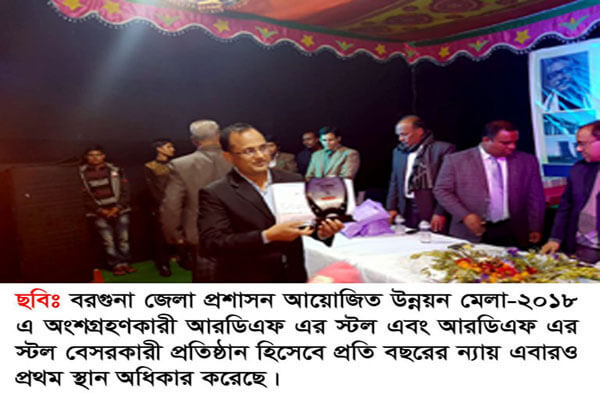 ছবিঃ বরগুনা জেলা প্রশাসন আয়োজিত উন্নয়ন মেলা-২০১৮
এ অংশগ্রহণকারী আরডিএফ এর স্টল এবং আরডিএফ এর
স্টল বেসরকারী প্রতিষ্ঠান হিসেবে প্রতি বছরের ন্যায় এবারও
প্রথম স্থান অধিকার করেছে।